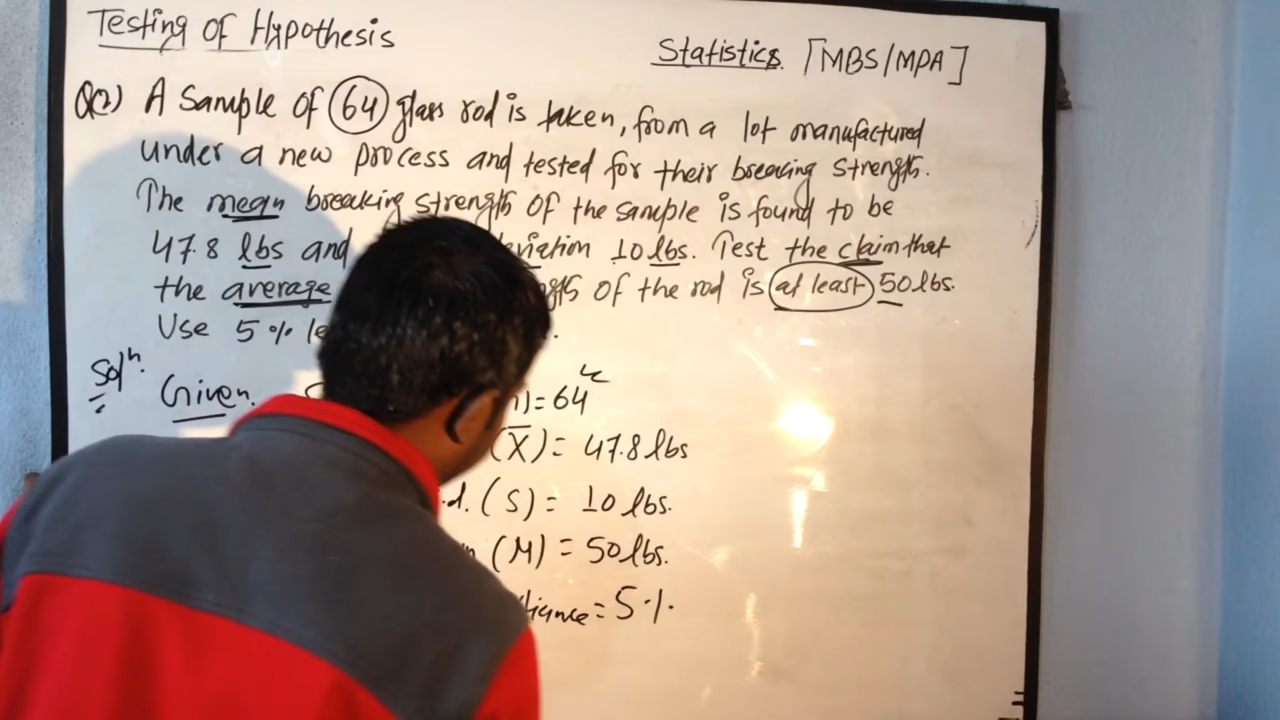 Testing of Hypothesis
Statistics. [MBS/MPA]
Q2) A Sample of 64 glass rod is taken, from a lot manufactured
under a new process and tested for their breacing strength.
The mean breacking strength of the sample is found to be
47.8 lbs and 10 lbs. Test the claim that
the average of the rod is at least 50 lbs.
Use 5%
Solⁿ.
Given. = 64
(X̄) = 47.8 lbs
(S) = 10 lbs.
(M) = 50 lbs.
= 5%